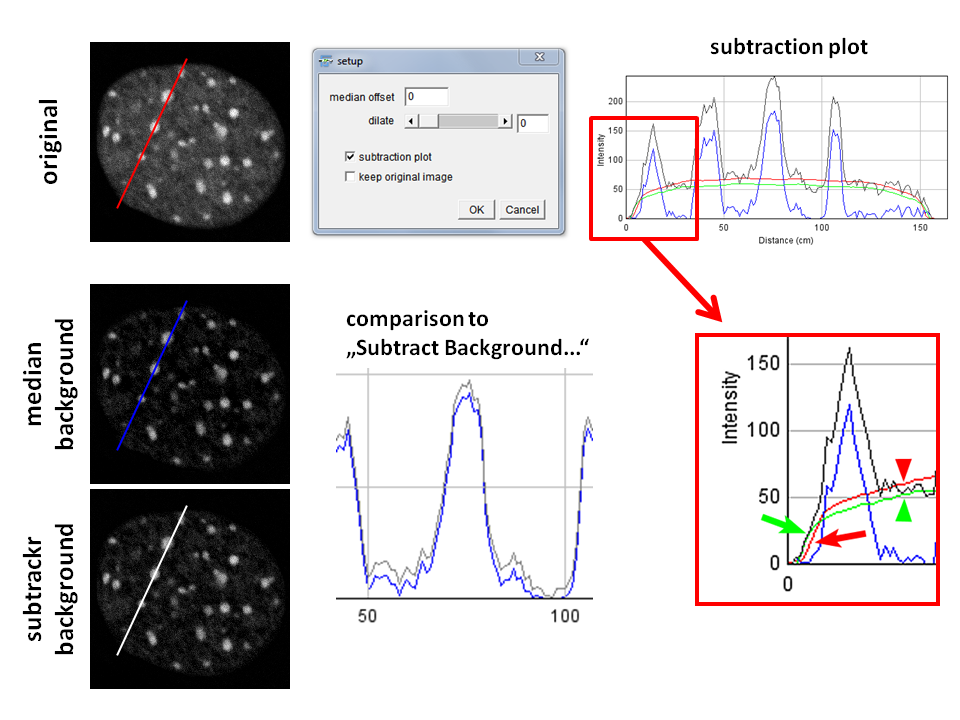 original
setup
median offset 0
dilate 0
subtraction plot
keep original image
OK Cancel
subtraction plot
Intensity
200
150
100
50
0
0 50 100 150
Distance (cm)
median
background
comparison to
„Subtract Background...“
50 100
Intensity
150
100
50
0
0
subtrackr
background